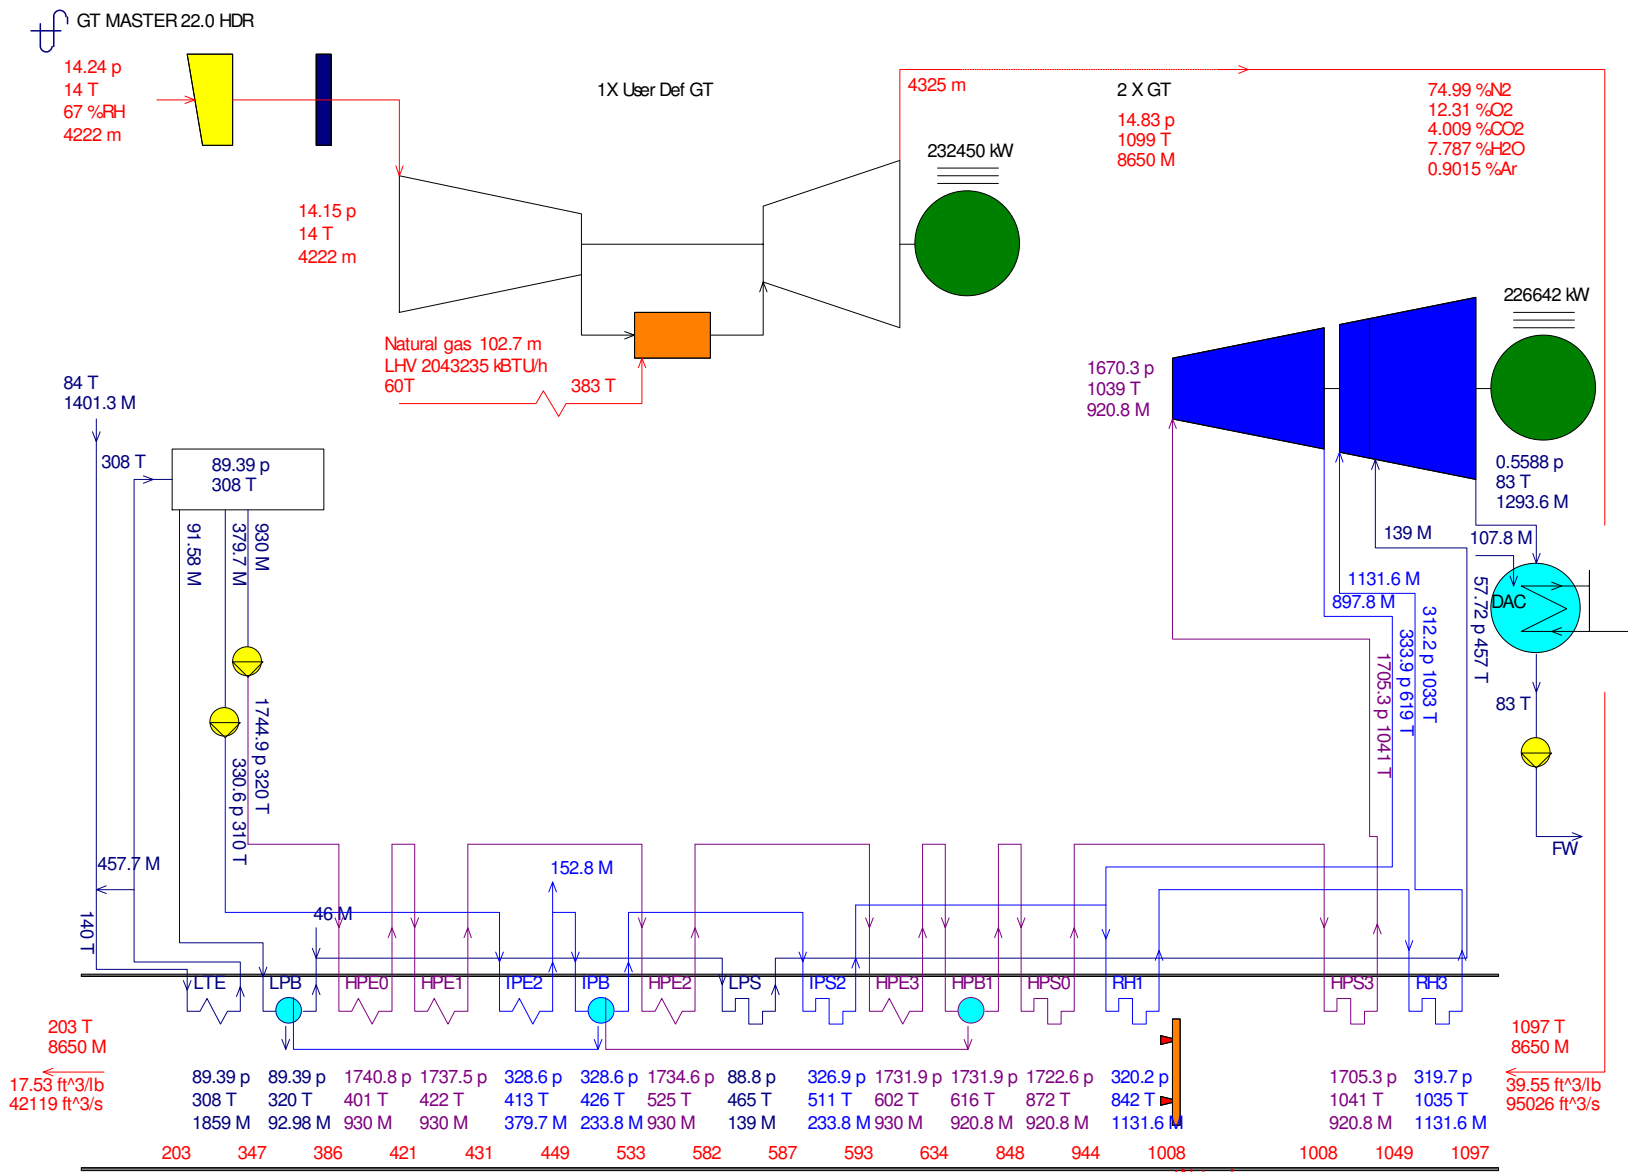 GT MASTER 22.0 HDR
14.24 p
14 T
67 %RH
4222 m
1X User Def GT
4325 m
2 X GT
14.83 p
1099 T
8650 M
74.99 %N2
12.31 %O2
4.009 %CO2
7.787 %H2O
0.9015 %Ar
232450 kW
14.15 p
14 T
4222 m
Natural gas 102.7 m
LHV 2043235 kBTU/h
60T
383 T
226642 kW
1670.3 p
1039 T
920.8 M
84 T
1401.3 M
308 T
89.39 p
308 T
91.58 M
379.7 M
930 M
0.5588 p
83 T
1293.6 M
139 M
107.8 M
1131.6 M
897.8 M
DAC
57.72 p 457 T
312.2 p 1033 T
333.9 p 619 T
1705.3 p 1041 T
83 T
FW
1744.9 p 320 T
330.6 p 310 T
457.7 M
140 T
46 M
152.8 M
LTE
LPB
HPE0
HPE1
IPE2
IPB
HPE2
LPS
IPS2
HPE3
HPB1
HPS0
RH1
HPS3
RH3
203 T
8650 M
17.53 ft^3/lb
42119 ft^3/s
1097 T
8650 M
39.55 ft^3/lb
95026 ft^3/s
89.39 p 89.39 p 1740.8 p 1737.5 p 328.6 p 328.6 p 1734.6 p 88.8 p 326.9 p 1731.9 p 1731.9 p 1722.6 p 320.2 p 1705.3 p 319.7 p
308 T 320 T 401 T 422 T 413 T 426 T 525 T 465 T 511 T 602 T 616 T 872 T 842 T 1041 T 1035 T
1859 M 92.98 M 930 M 930 M 379.7 M 233.8 M 930 M 139 M 233.8 M 930 M 920.8 M 920.8 M 1131.6 M 920.8 M 1131.6 M
203 347 386 421 431 449 533 582 587 593 634 848 944 1008 1008 1049 1097